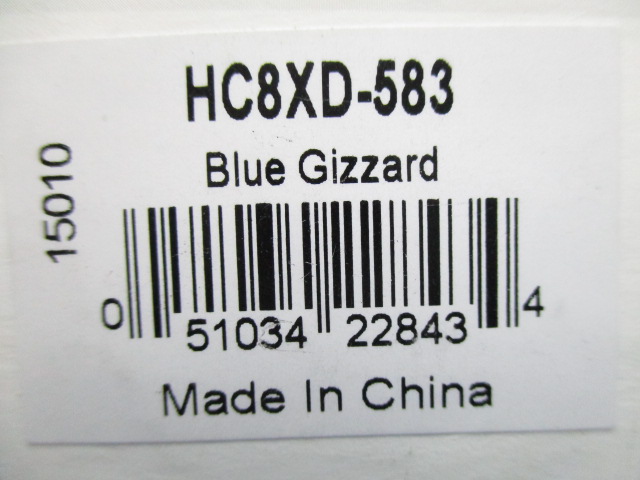 HC8XD-583
Blue Gizzard
15010
0 51034 22843 4
Made In China